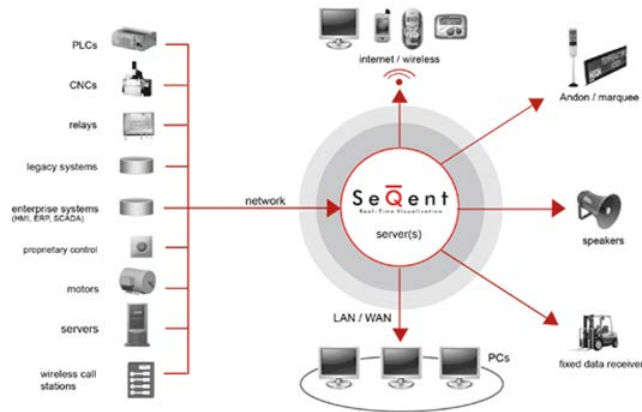 PLCs
CNCs
relays
legacy systems
enterprise systems
(HMI, ERP, SCADA)
proprietary control
motors
servers
wireless call
stations
network
internet / wireless
SeQent
Real-Time Visualization
server(s)
LAN / WAN
PCs
Andon / marquee
speakers
fixed data receiver